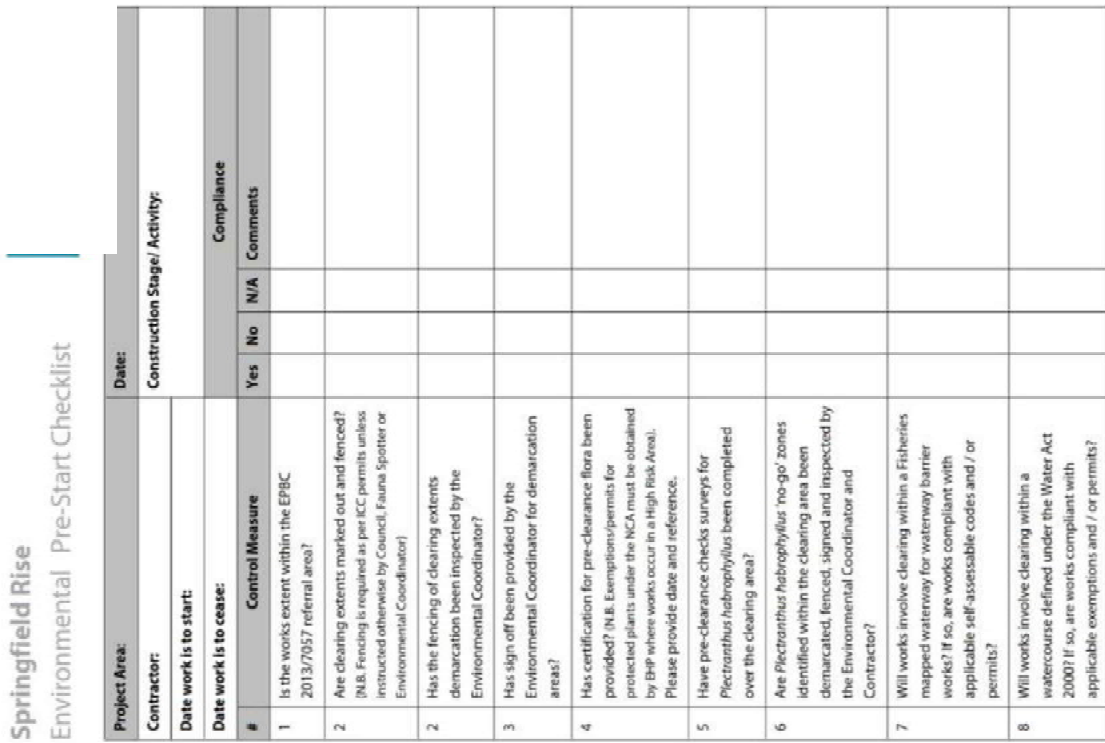 Springfield Rise
Environmental Pre-Start Checklist
Project Area: Date:
Contractor: Construction Stage/ Activity:
Date work is to start:
Date work is to cease: Compliance
# Control Measure Yes No N/A Comments
1 Is the works extent within the EPBC
2013/7057 referral area?
2 Are clearing extents marked out and fenced?
(N.B. Fencing is required as per ICC permits unless
instructed otherwise by Council, Fauna Spotter or
Environmental Coordinator)
2 Has the fencing of clearing extents
demarcation been inspected by the
Environmental Coordinator?
3 Has sign off been provided by the
Environmental Coordinator for demarcation
areas?
4 Has certification for pre-clearance flora been
provided? (N.B. Exemptions/permits for
protected plants under the NCA must be obtained
by EHP where works occur in a High Risk Area).
Please provide date and reference.
5 Have pre-clearance checks surveys for
Plectranthus habrophyllus been completed
over the clearing area?
6 Are Plectranthus habrophyllus 'no-go' zones
identified within the clearing area been
demarcated, fenced, signed and inspected by
the Environmental Coordinator and
Contractor?
7 Will works involve clearing within a Fisheries
mapped waterway for waterway barrier
works? If so, are works compliant with
applicable self-assessable codes and / or
permits?
8 Will works involve clearing within a
watercourse defined under the Water Act
2000? If so, are works compliant with
applicable exemptions and / or permits?